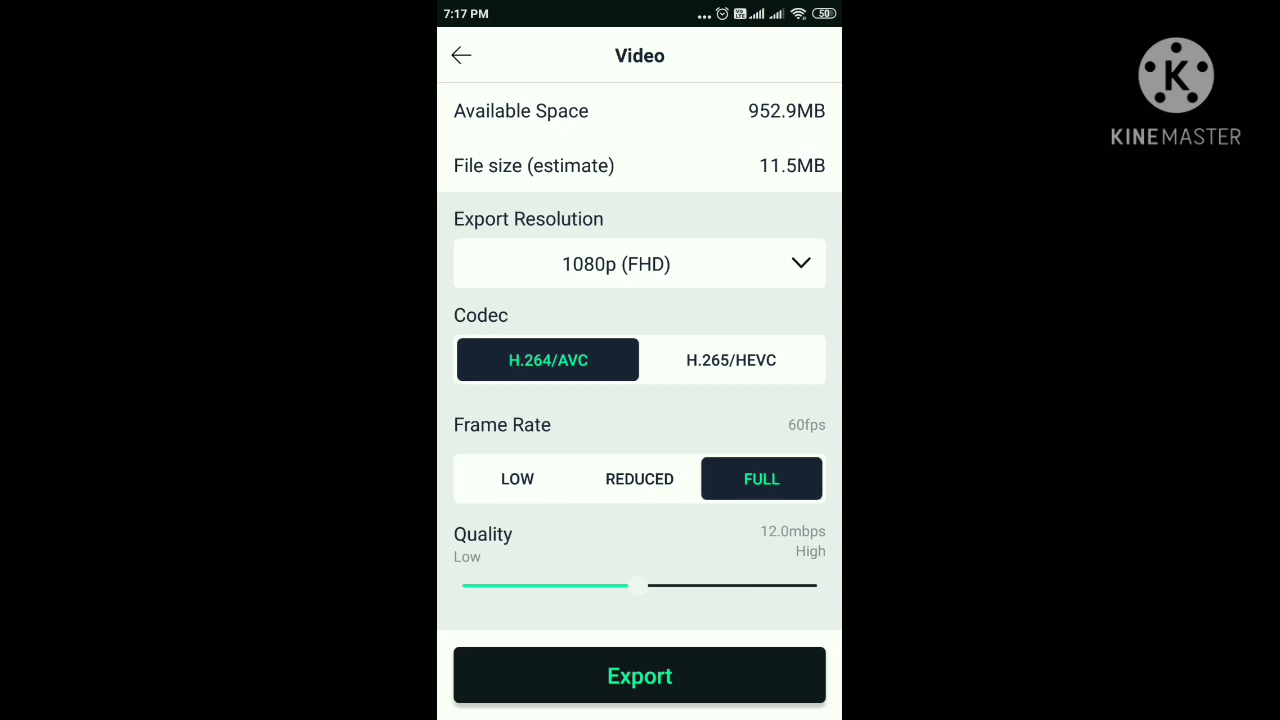 7:17 PM
50
Video
Available Space 952.9MB
File size (estimate) 11.5MB
Export Resolution
1080p (FHD)
Codec
H.264/AVC H.265/HEVC
Frame Rate 60fps
LOW REDUCED FULL
Quality 12.0mbps
Low High
Export
K
KINEMASTER